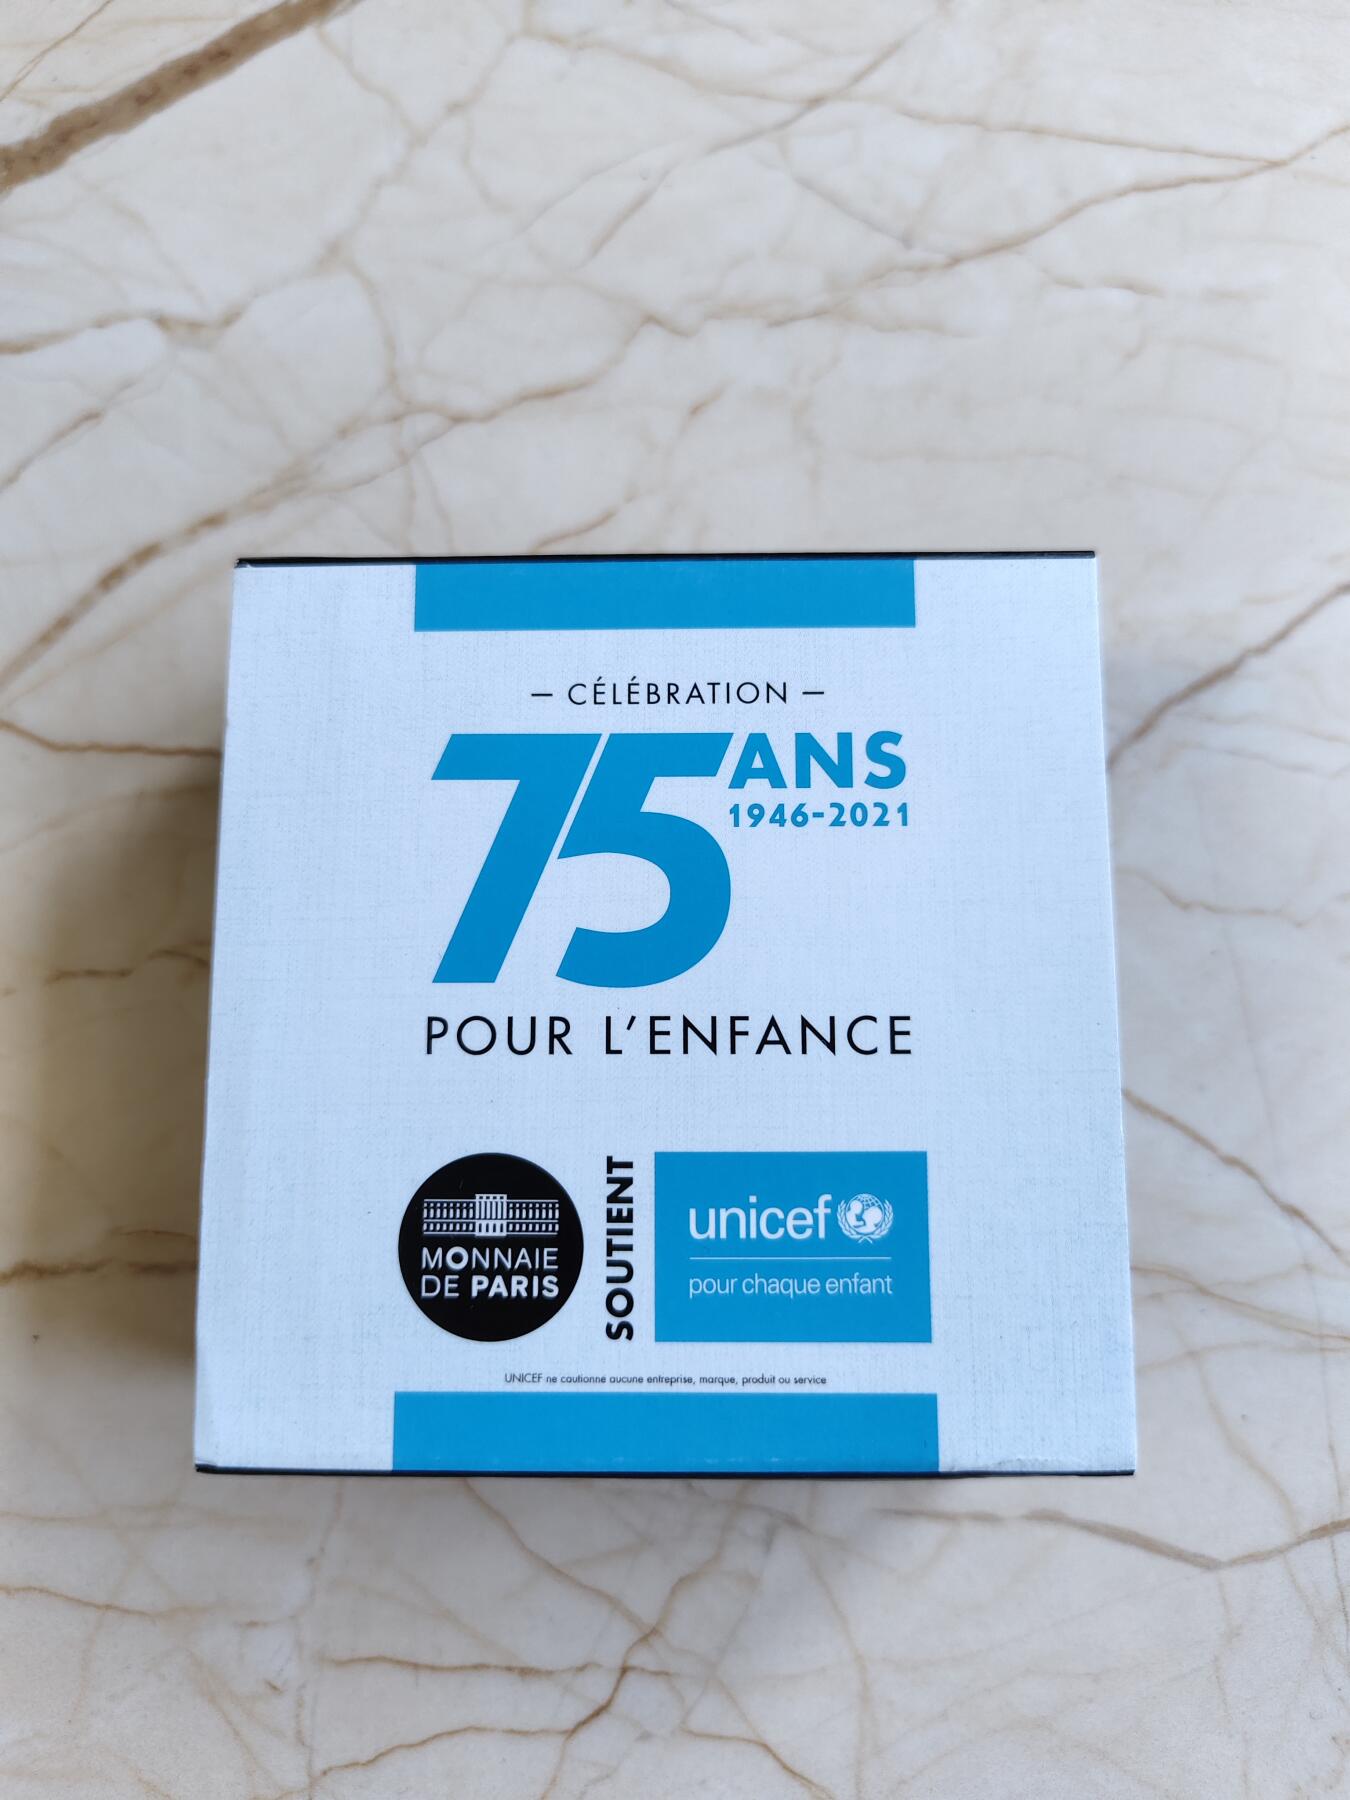 – CÉLÉBRATION –
75 ANS
1946-2021
POUR L'ENFANCE
MONNAIE
DE PARIS
SOUTIENT
unicef
pour chaque enfant
UNICEF ne cautionne aucune entreprise, marque, produit ou service